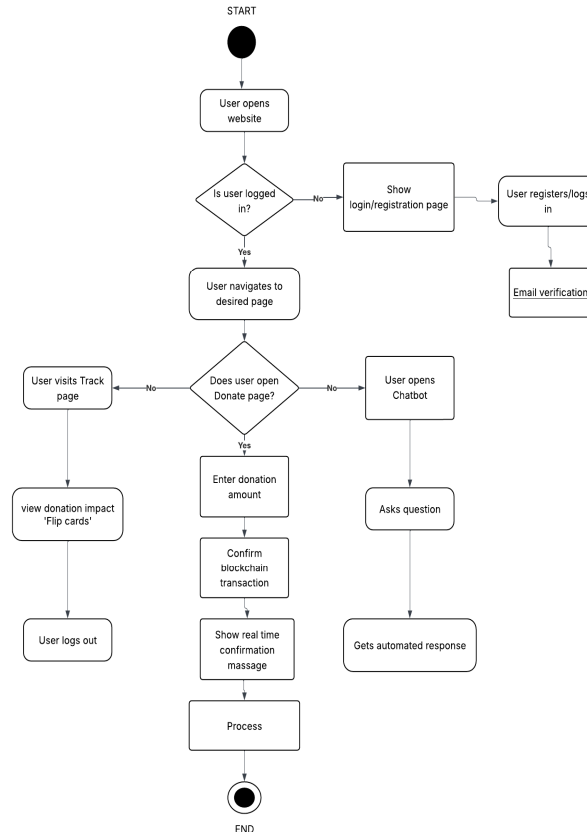 START
User opens
website
Is user logged
in?
No
Show
login/registration page
User registers/logs
in
Yes
Email verification
User navigates to
desired page
Does user open
Donate page?
No
User visits Track
page
No
User opens
Chatbot
Yes
Enter donation
amount
view donation impact
'Flip cards'
Asks question
Confirm
blockchain
transaction
User logs out
Show real time
confirmation
massage
Gets automated response
Process
END